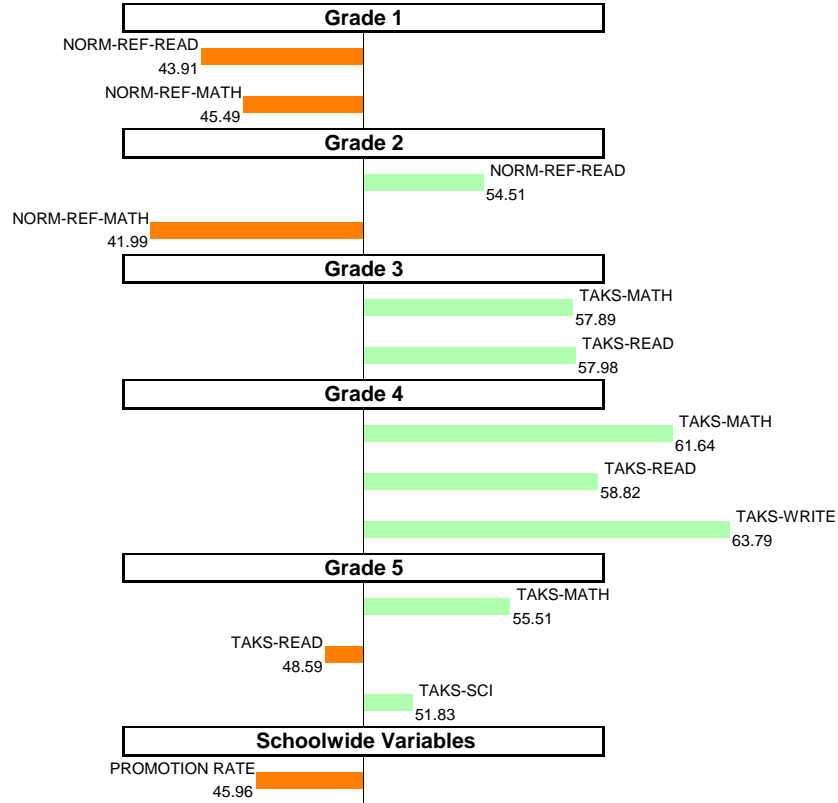 Grade 1
NORM-REF-READ
43.91
NORM-REF-MATH
45.49
Grade 2
NORM-REF-READ
54.51
NORM-REF-MATH
41.99
Grade 3
TAKS-MATH
57.89
TAKS-READ
57.98
Grade 4
TAKS-MATH
61.64
TAKS-READ
58.82
TAKS-WRITE
63.79
Grade 5
TAKS-MATH
55.51
TAKS-READ
48.59
TAKS-SCI
51.83
Schoolwide Variables
PROMOTION RATE
45.96